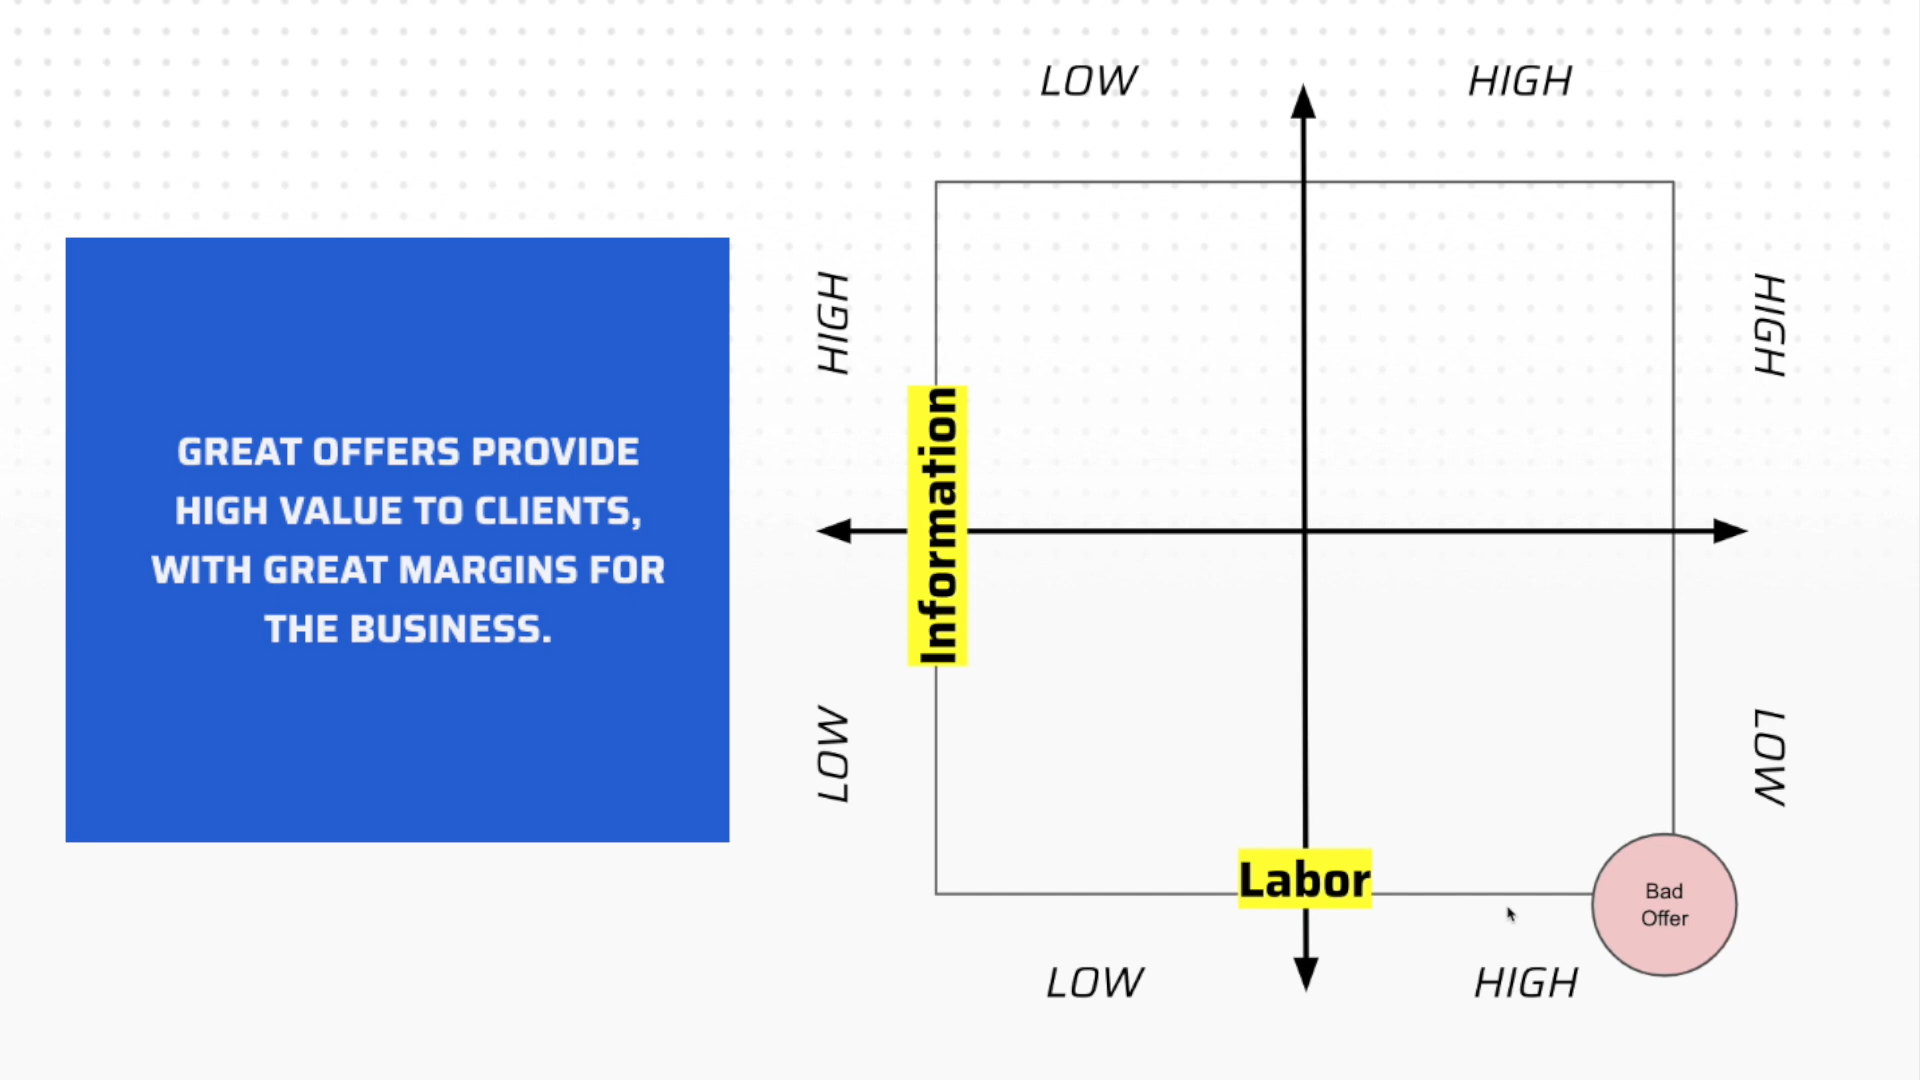 GREAT OFFERS PROVIDE
HIGH VALUE TO CLIENTS,
WITH GREAT MARGINS FOR
THE BUSINESS.
LOW
HIGH
HIGH
HIGH
Information
LOW
LOW
Labor
Bad
Offer
LOW
HIGH